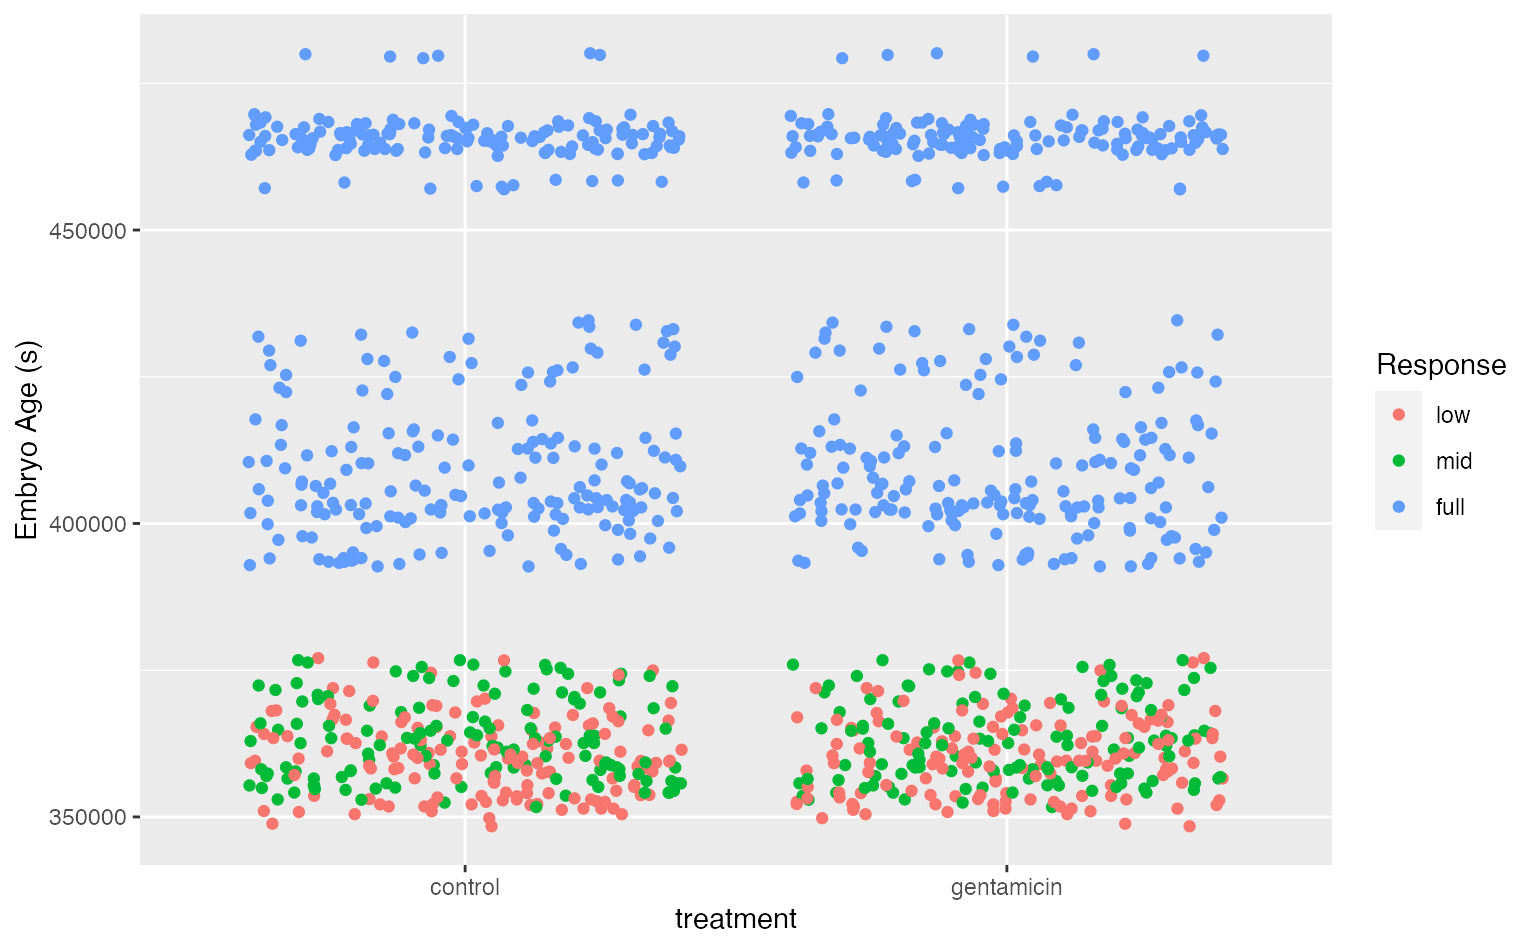 Embryo Age (s)
450000
400000
350000
control
gentamicin
treatment
Response
low
mid
full